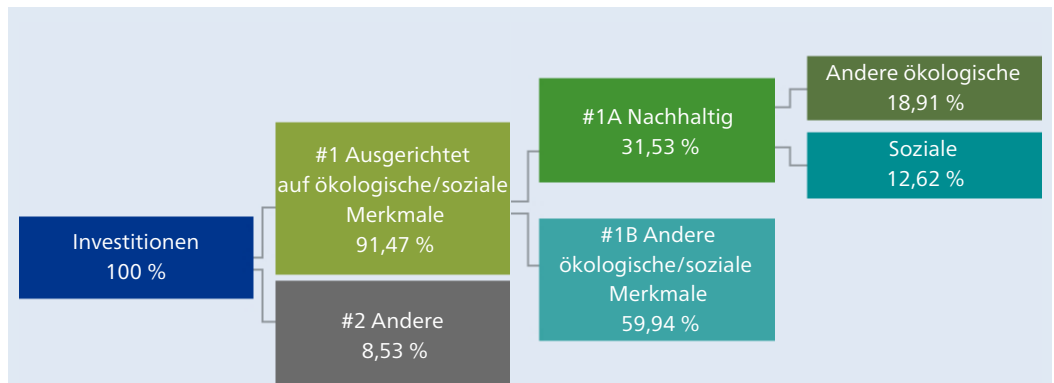 Investitionen
100 %
#1 Ausgerichtet
auf ökologische/soziale
Merkmale
91,47 %
#2 Andere
8,53 %
#1A Nachhaltig
31,53 %
#1B Andere
ökologische/soziale
Merkmale
59,94 %
Andere ökologische
18,91 %
Soziale
12,62 %